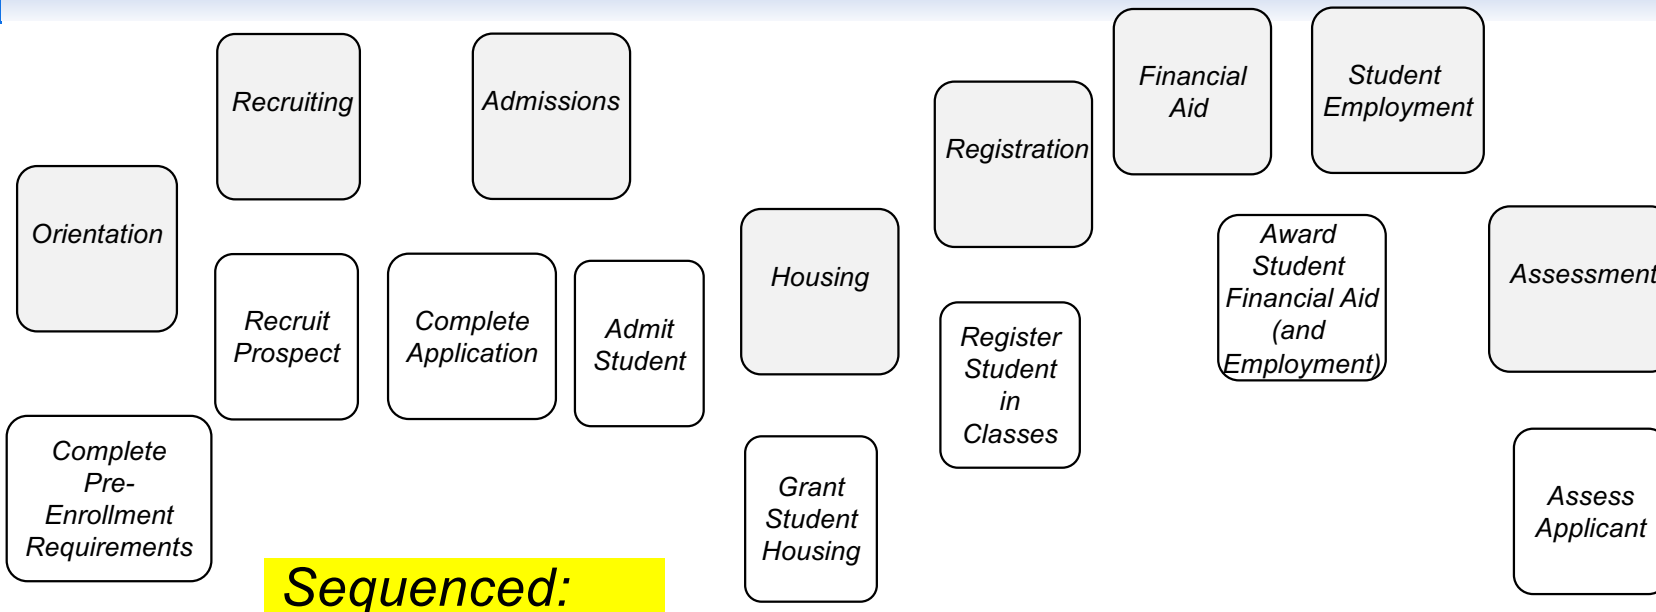 Recruiting
Admissions
Financial
Aid
Student
Employment
Registration
Orientation
Housing
Assessment
Recruit
Prospect
Complete
Application
Admit
Student
Register
Student
in
Classes
Award
Student
Financial Aid
(and
Employment)
Complete
Pre-
Enrollment
Requirements
Grant
Student
Housing
Assess
Applicant
Sequenced: